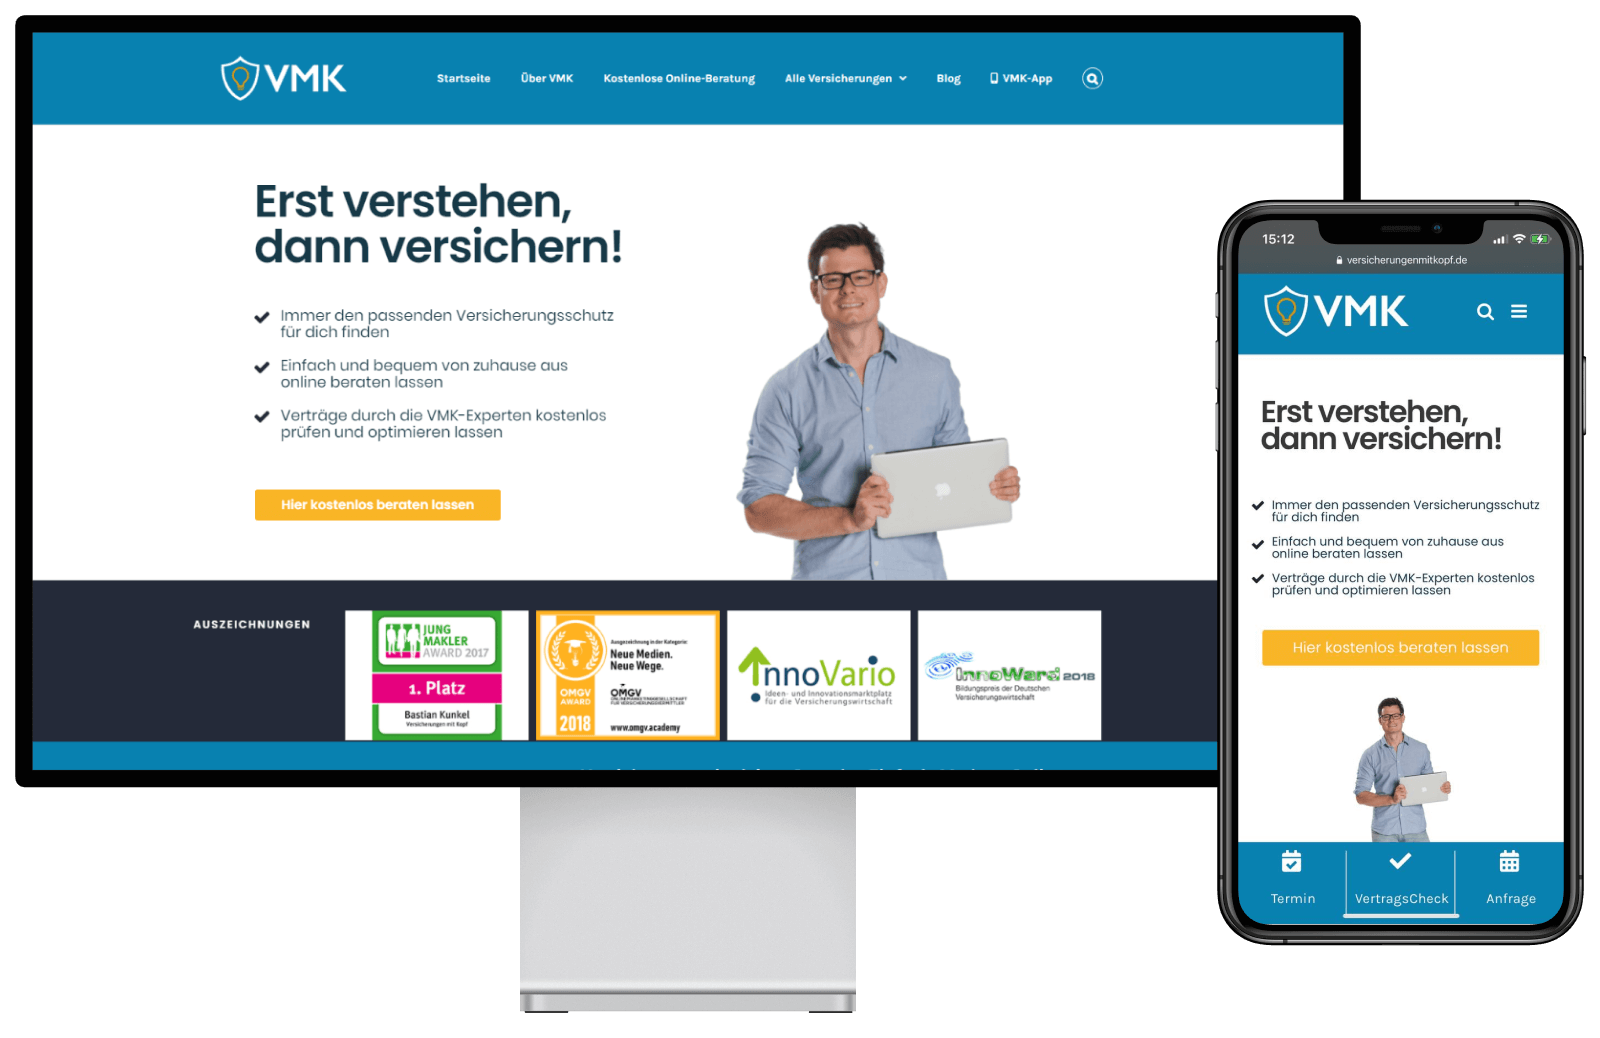 VMK
Startseite
Über VMK
Kostenlose Online-Beratung
Alle Versicherungen
Blog
VMK-App
Erst verstehen,
dann versichern!
Immer den passenden Versicherungsschutz
für dich finden
Einfach und bequem von zuhause aus
online beraten lassen
Verträge durch die VMK-Experten kostenlos
prüfen und optimieren lassen
Hier kostenlos beraten lassen
AUSZEICHNUNGEN
JUNG
MAKLER
AWARD 2017
1. Platz
Bastian Kunkel
Versicherungen mit Kopf
OMGV
AWARD
2018
Ausgezeichnung in der Kategorie:
Neue Medien.
Neue Wege.
OMGV
www.omgv.academy
InnoVario
Ideen- und Innovationsmarktplatz
für die Versicherungswirtschaft
InnoWard 2018
Bildungspreis der Deutschen
Versicherungswirtschaft
15:12
versicherungenmitkopf.de
VMK
Erst verstehen,
dann versichern!
Immer den passenden Versicherungsschutz
für dich finden
Einfach und bequem von zuhause aus
online beraten lassen
Verträge durch die VMK-Experten kostenlos
prüfen und optimieren lassen
Hier kostenlos beraten lassen
Termin
VertragsCheck
Anfrage